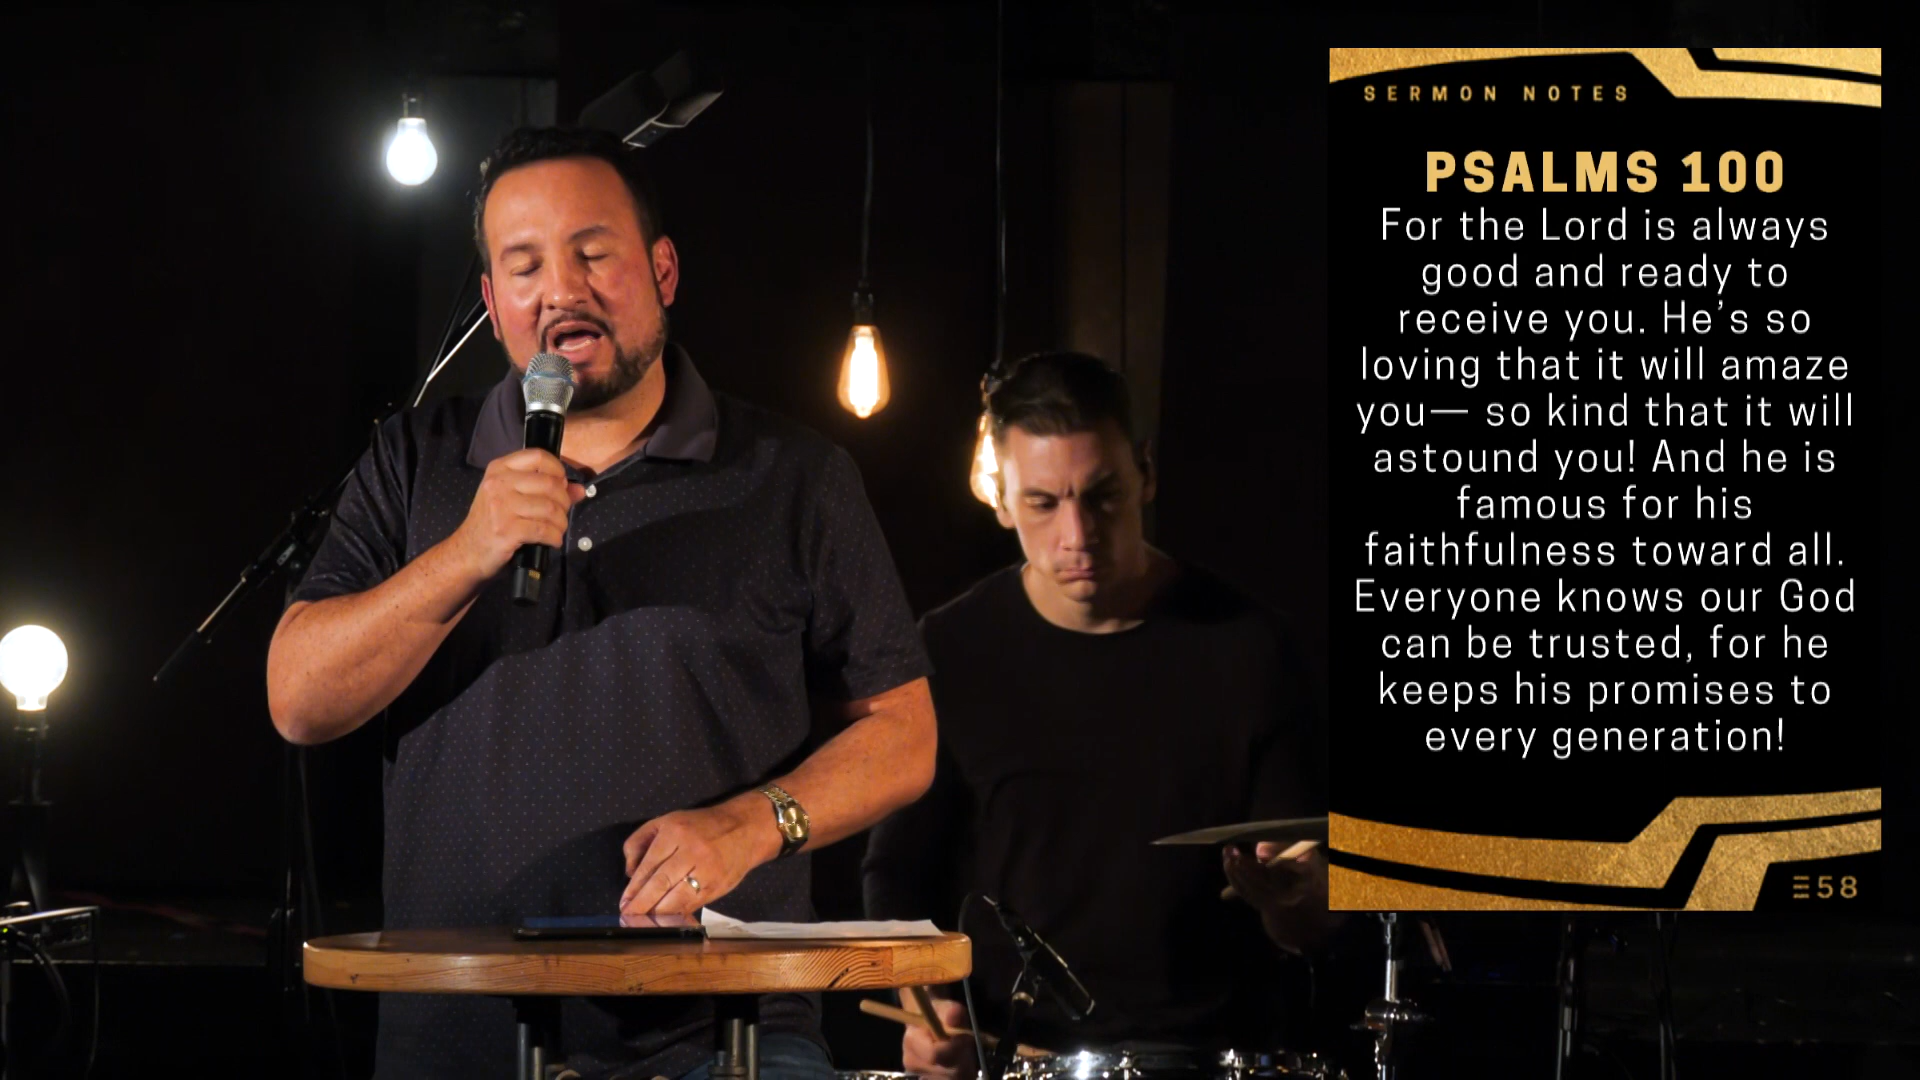 SERMON NOTES
PSALMS 100
For the Lord is always
good and ready to
receive you. He’s so
loving that it will amaze
you— so kind that it will
astound you! And he is
famous for his
faithfulness toward all.
Everyone knows our God
can be trusted, for he
keeps his promises to
every generation!
E58